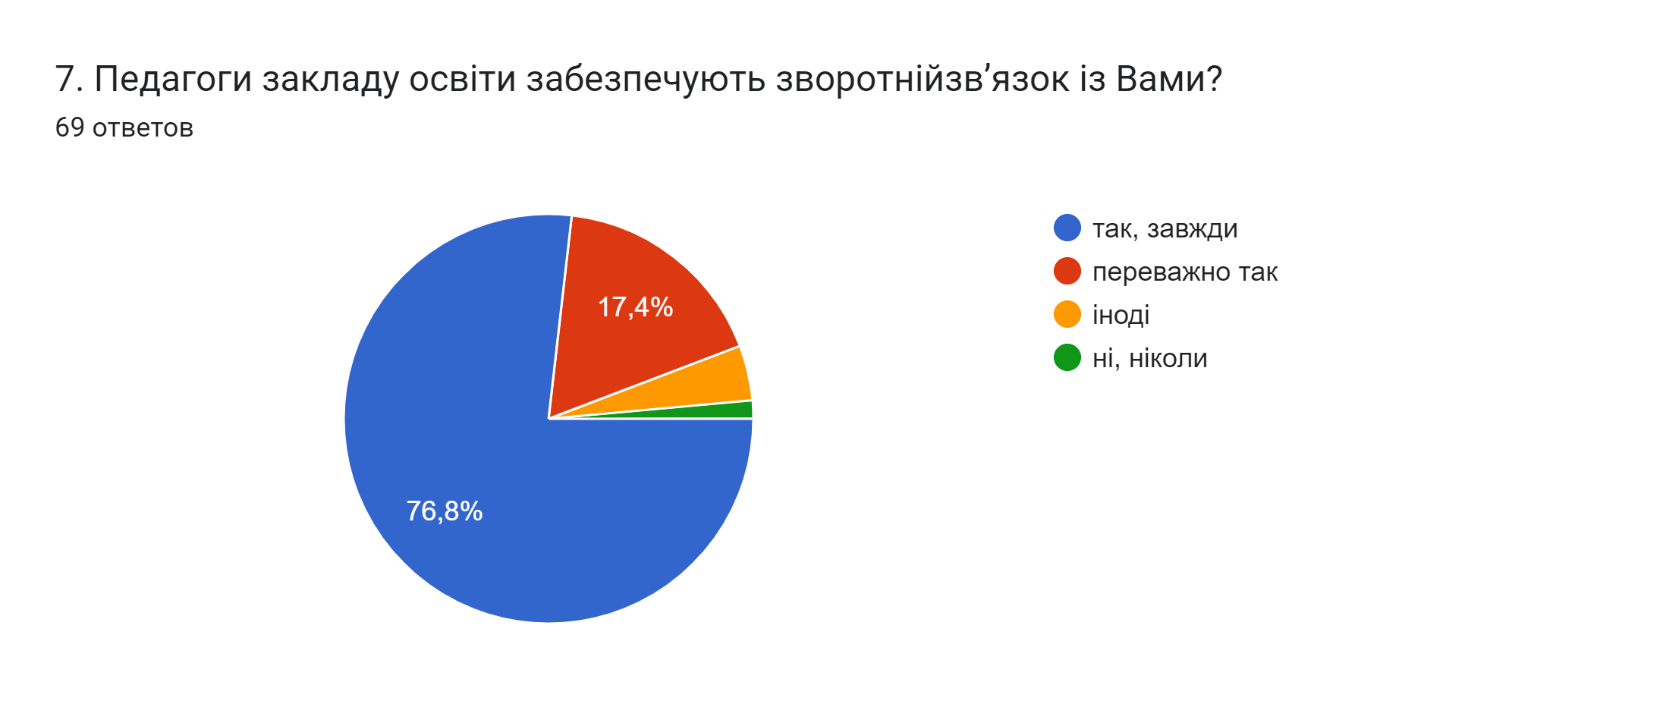 7. Педагоги закладу освіти забезпечують зворотнійзв’язок із Вами?
69 ответов
так, завжди
переважно так
іноді
ні, ніколи
17,4%
76,8%